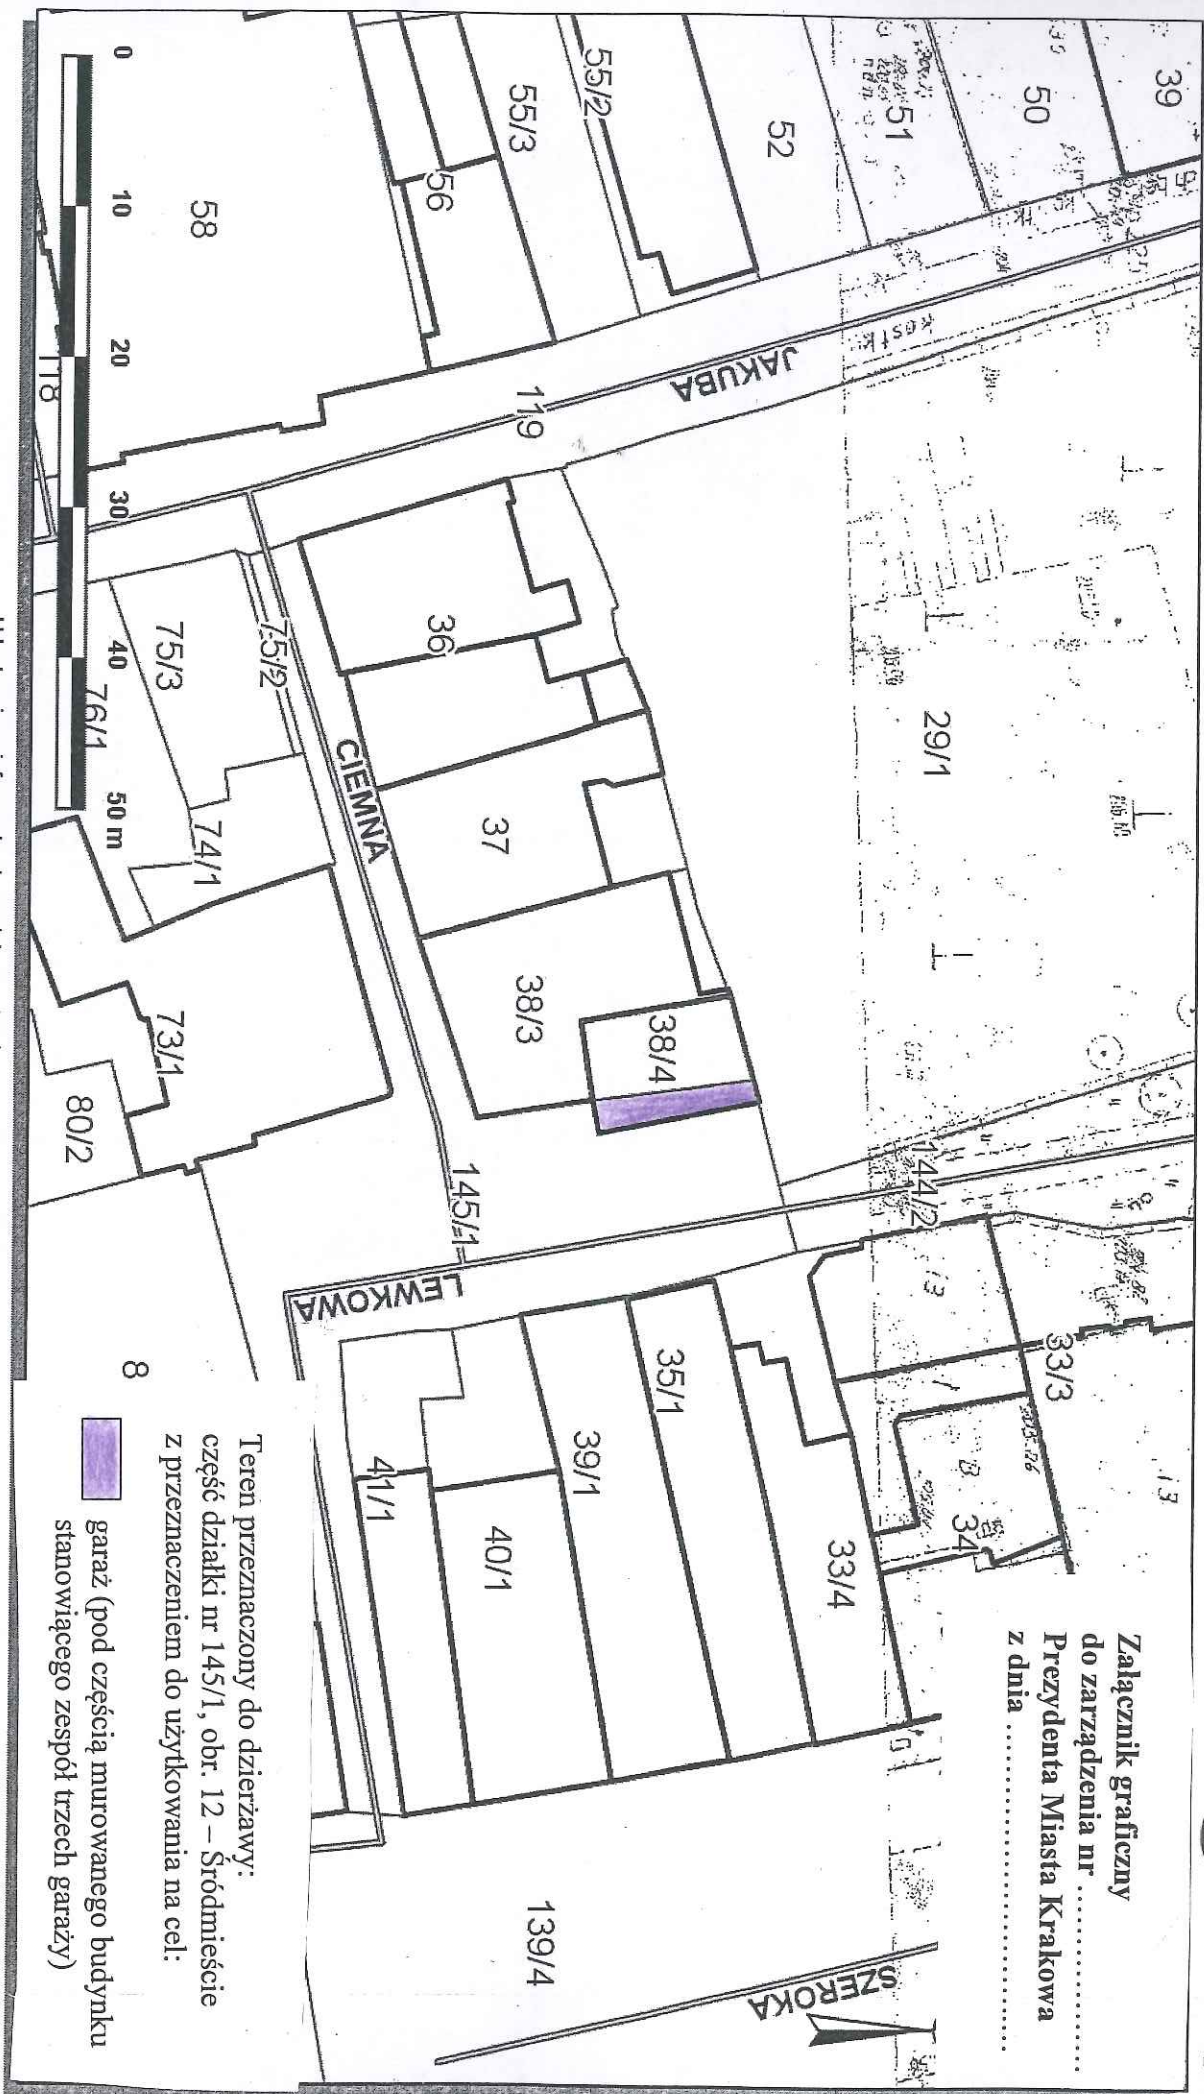 Załącznik graficzny
do zarządzenia nr ........................
Prezydenta Miasta Krakowa
z dnia ........................................
39
50
51
52
55/2
55/3
56
58
118
119
JAKUBA
kostk
29/1
36
37
38/3
38/4
CIEMNA
75/2
75/3
76/1
74/1
73/1
80/2
8
145/1
144/2
LEWKOWA
33/3
34
33/4
35/1
39/1
40/1
41/1
139/4
SZEROKA
13
13
0 10 20 30 40 50 m
Teren przeznaczony do dzierżawy:
część działki nr 145/1, obr. 12 – Śródmieście
z przeznaczeniem do użytkowania na cel:
garaż (pod częścią murowanego budynku
stanowiącego zespół trzech garaży)